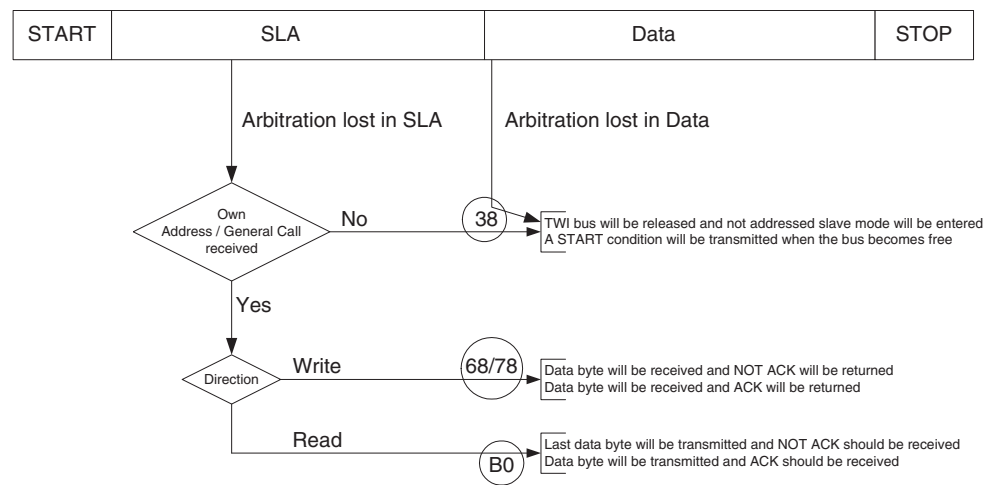 START SLA Data STOP
Arbitration lost in SLA Arbitration lost in Data
Own
Address / General Call
received
No 38
TWI bus will be released and not addressed slave mode will be entered
A START condition will be transmitted when the bus becomes free
Yes
Direction
Write 68/78
Data byte will be received and NOT ACK will be returned
Data byte will be received and ACK will be returned
Read B0
Last data byte will be transmitted and NOT ACK should be received
Data byte will be transmitted and ACK should be received